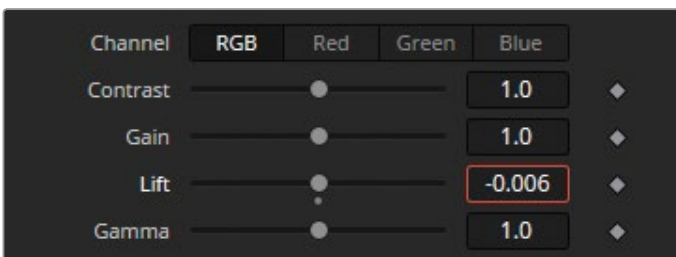 Channel RGB Red Green Blue
Contrast 1.0
Gain 1.0
Lift -0.006
Gamma 1.0